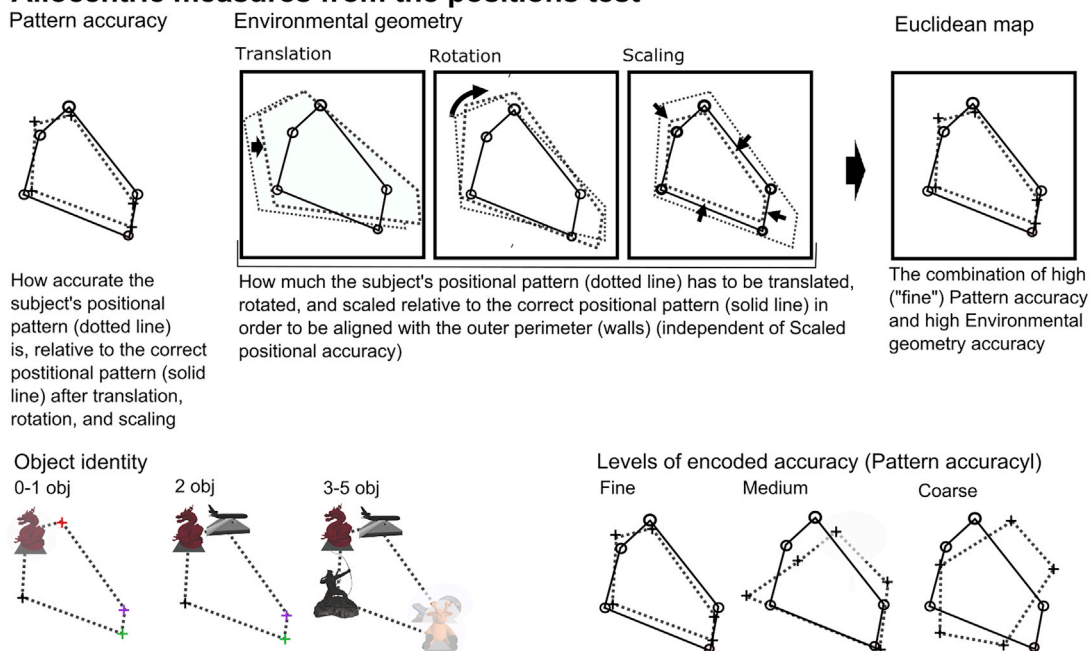 Allocentric measures from the positions test
Pattern accuracy
Environmental geometry
Euclidean map
Translation
Rotation
Scaling
How accurate the
subject's positional
pattern (dotted line)
is, relative to the correct
postitional pattern (solid
line) after translation,
rotation, and scaling
How much the subject's positional pattern (dotted line) has to be translated,
rotated, and scaled relative to the correct positional pattern (solid line) in
order to be aligned with the outer perimeter (walls) (independent of Scaled
positional accuracy)
The combination of high
("fine") Pattern accuracy
and high Environmental
geometry accuracy
Object identity
0-1 obj
2 obj
3-5 obj
Levels of encoded accuracy (Pattern accuracyl)
Fine
Medium
Coarse